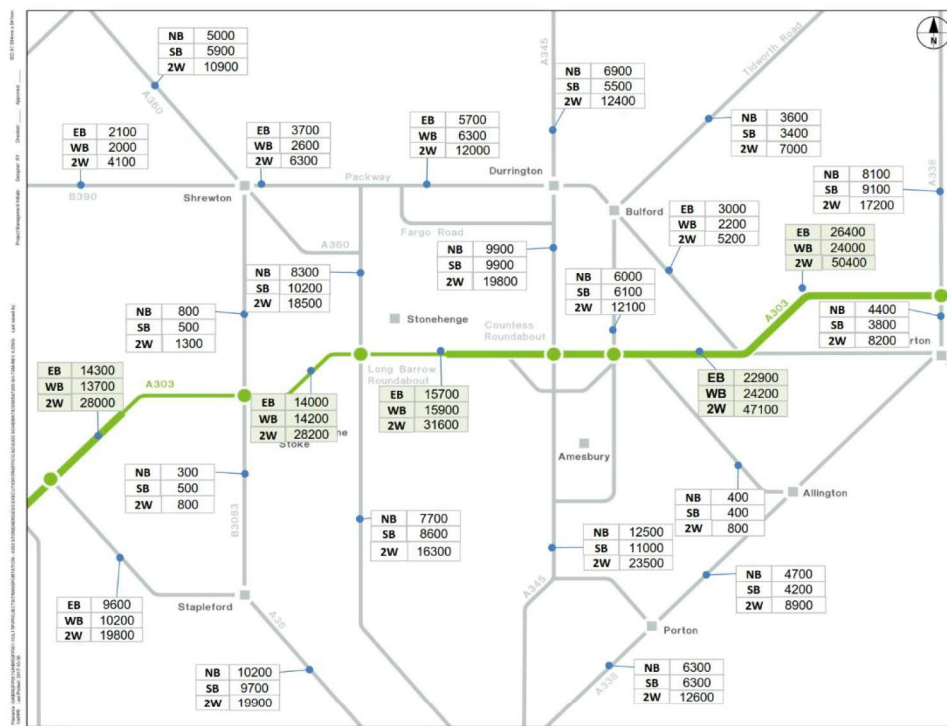 NB 5000
SB 5900
2W 10900
A360
A345
Tidworth Road
N
NB 6900
SB 5500
2W 12400
NB 3600
SB 3400
2W 7000
EB 2100
WB 2000
2W 4100
EB 3700
WB 2600
2W 6300
EB 5700
WB 6300
2W 12000
NB 8100
SB 9100
2W 17200
A338
B390
Shrewton
Packway
Durrington
Bulford
Fargo Road
A360
EB 3000
WB 2200
2W 5200
EB 26400
WB 24000
2W 50400
NB 9900
SB 9900
2W 19800
NB 8300
SB 10200
2W 18500
NB 6000
SB 6100
2W 12100
NB 800
SB 500
2W 1300
Stonehenge
Countess
Roundabout
A303
NB 4400
SB 3800
2W 8200
rton
EB 14300
WB 13700
2W 28000
A303
EB 14000
WB 14200
2W 28200
ne
Stoke
Long Barrow
Roundabout
EB 15700
WB 15900
2W 31600
EB 22900
WB 24200
2W 47100
Amesbury
NB 300
SB 500
2W 800
B3083
NB 7700
SB 8600
2W 16300
NB 400
SB 400
2W 800
Allington
NB 12500
SB 11000
2W 23500
A345
NB 4700
SB 4200
2W 8900
EB 9600
WB 10200
2W 19800
Stapleford
A36
Porton
NB 10200
SB 9700
2W 19900
A338
NB 6300
SB 6300
2W 12600